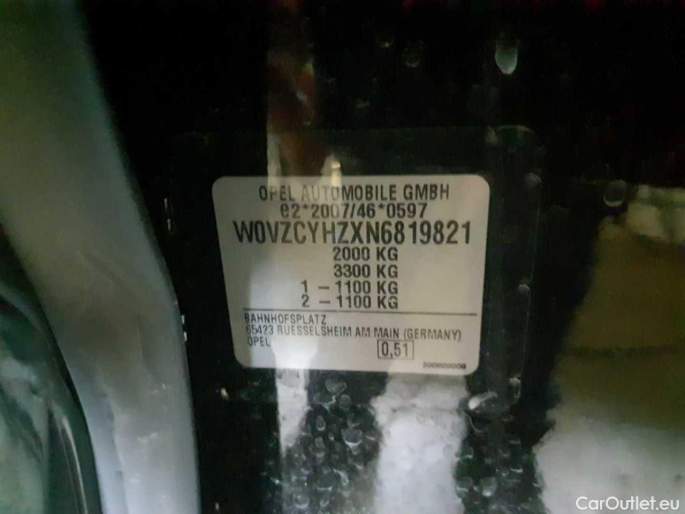 OPEL AUTOMOBILE GMBH
e2*2007/46*0597
W0VZCYHZXN6819821
2000 KG
3300 KG
1 – 1100 KG
2 – 1100 KG
BAHNHOFSPLATZ
65423 RUESSELSHEIM AM MAIN (GERMANY)
OPEL
0,51
CarOutlet.eu